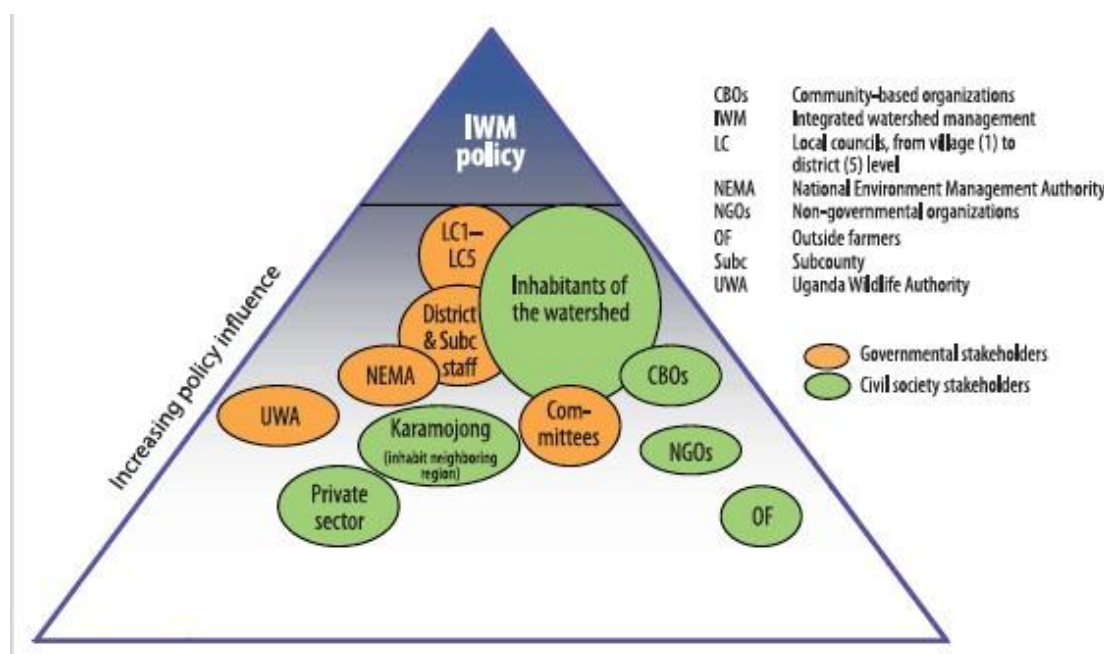 IWM
policy
Increasing policy influence
LC1–
LC5
Inhabitants of
the watershed
District
& Subc
staff
NEMA
CBOs
UWA
Com–
mittees
Karamojong
(inhabit neighboring
region)
NGOs
Private
sector
OF
CBOs Community–based organizations
IWM Integrated watershed management
LC Local councils, from village (1) to
district (5) level
NEMA National Environment Management Authority
NGOs Non-governmental organizations
OF Outside farmers
Subc Subcounty
UWA Uganda Wildlife Authority
Governmental stakeholders
Civil society stakeholders